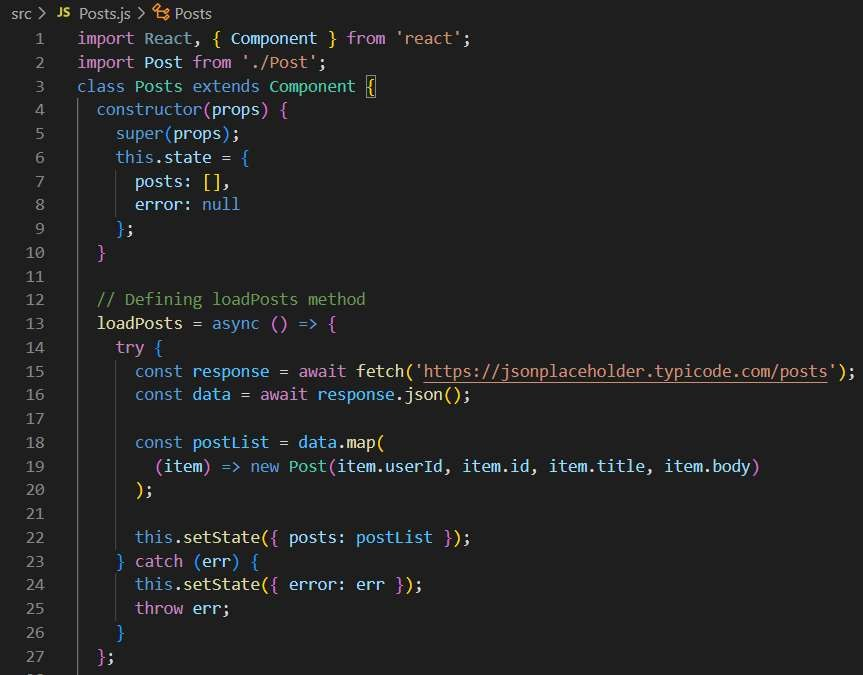 src > JS Posts.js > Posts
1 import React, { Component } from 'react';
2 import Post from './Post';
3 class Posts extends Component {
4   constructor(props) {
5     super(props);
6     this.state = {
7       posts: [],
8       error: null
9     };
10   }
11
12   // Defining loadPosts method
13   loadPosts = async () => {
14     try {
15       const response = await fetch('https://jsonplaceholder.typicode.com/posts');
16       const data = await response.json();
17
18       const postList = data.map(
19         (item) => new Post(item.userId, item.id, item.title, item.body)
20       );
21
22       this.setState({ posts: postList });
23     } catch (err) {
24       this.setState({ error: err });
25       throw err;
26     }
27   };